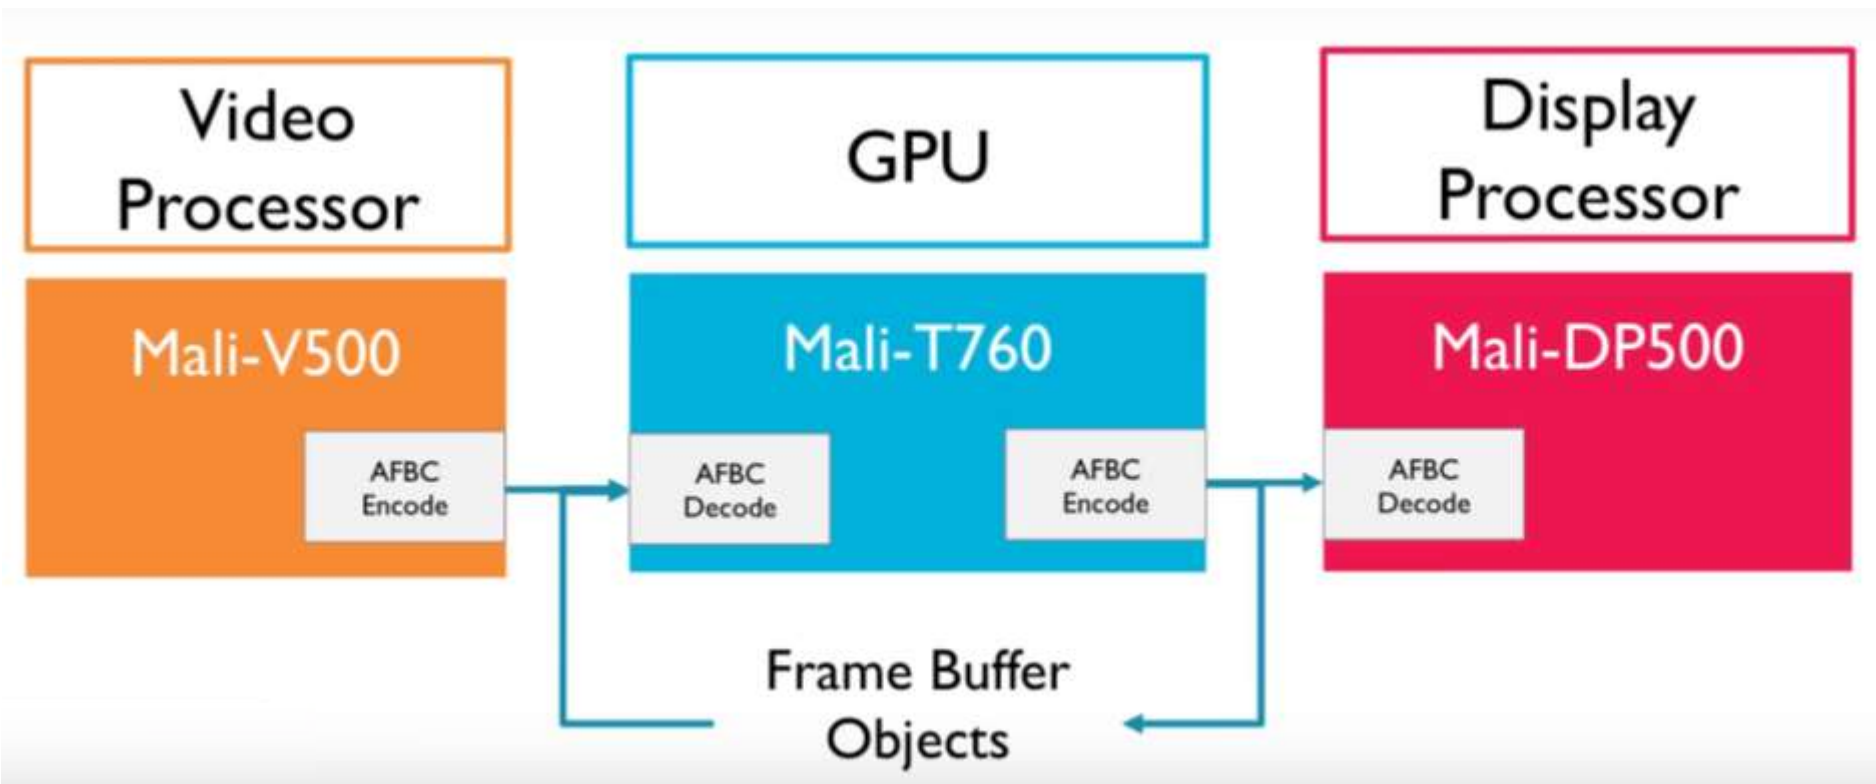 Video
Processor
GPU
Display
Processor
Mali-V500
Mali-T760
Mali-DP500
AFBC
Encode
AFBC
Decode
AFBC
Encode
AFBC
Decode
Frame Buffer
Objects